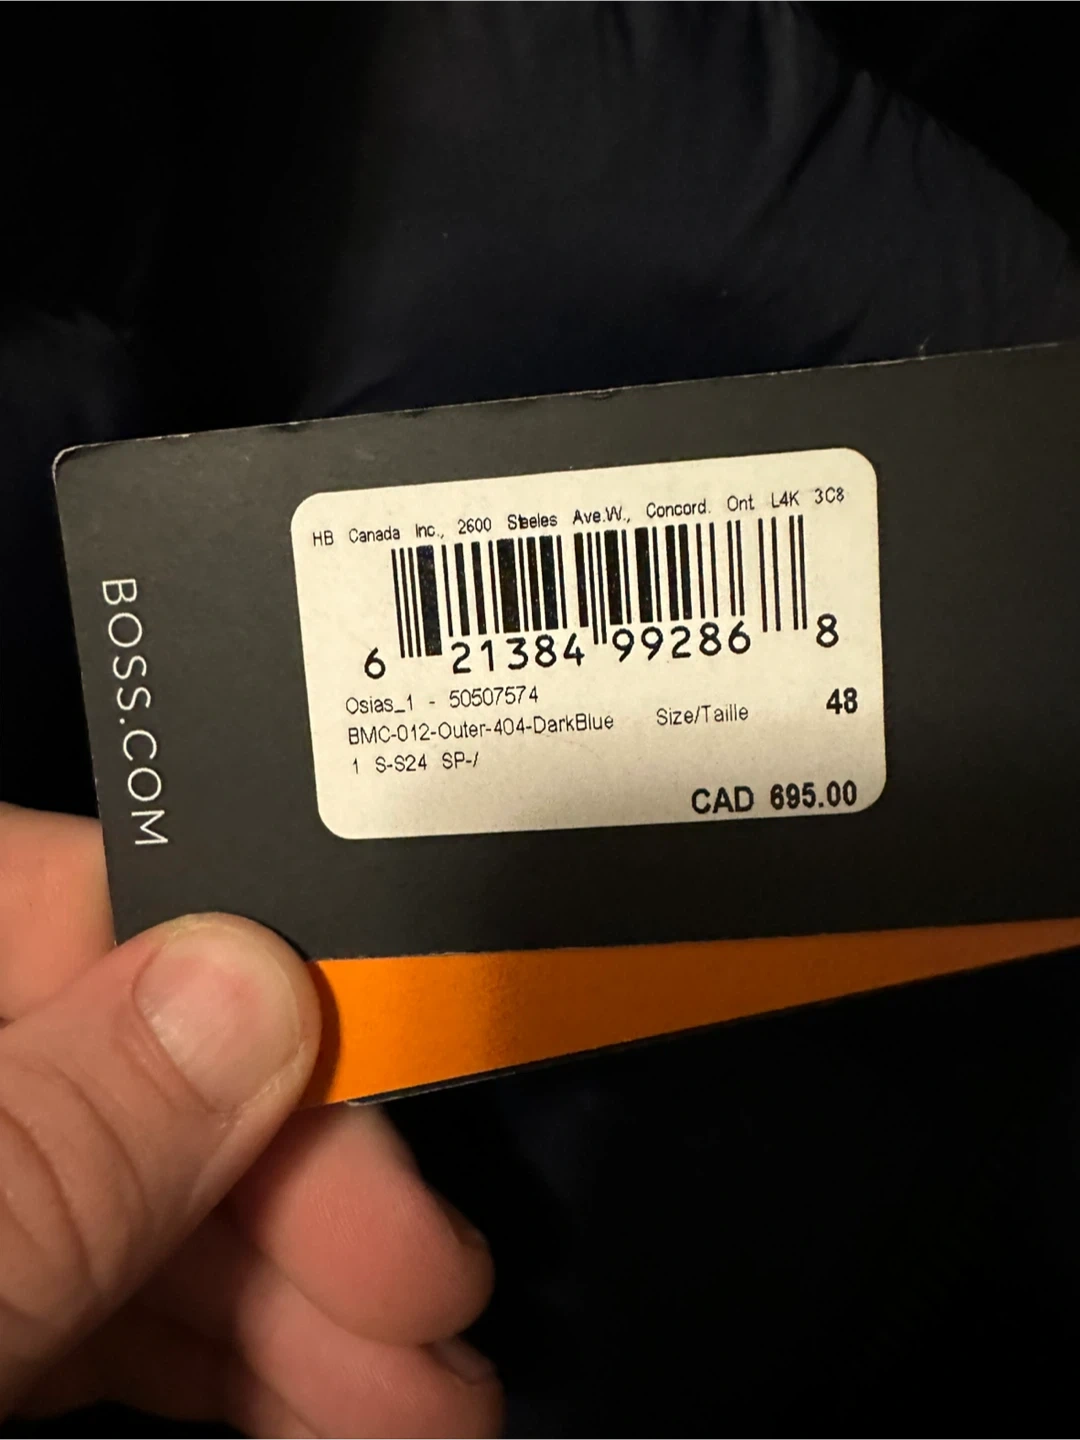 BOSS.COM
HB Canada Inc., 2600 Steeles Ave.W., Concord. Ont L4K 3C8
6 21384 99286 8
Osias_1 - 50507574
BMC-012-Outer-404-DarkBlue Size/Taille 48
1 S-S24 SP-/
CAD 695.00